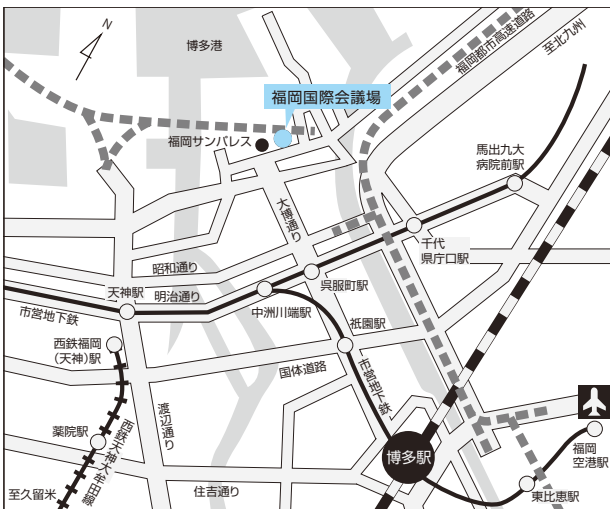 N
博多港
福岡都市高速道路
至北九州
福岡国際会議場
福岡サンパレス
馬出九大
病院前駅
大博通り
千代
県庁口駅
昭和通り
呉服町駅
天神駅
明治通り
中洲川端駅
市営地下鉄
祇園駅
西鉄福岡
(天神)駅
国体道路
市営地下鉄
渡辺通り
薬院駅
西鉄天神大牟田線
博多駅
福岡
空港駅
至久留米
住吉通り
東比恵駅